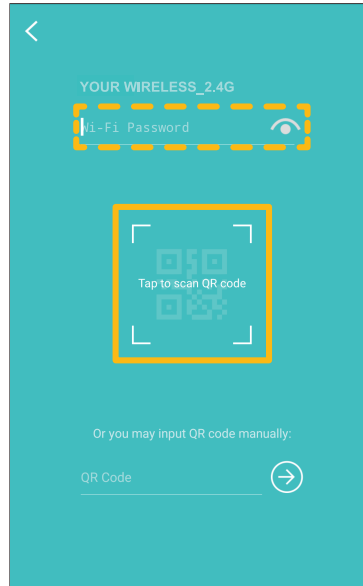 YOUR WIRELESS_2.4G
Wi-Fi Password
Tap to scan QR code
Or you may input QR code manually:
QR Code